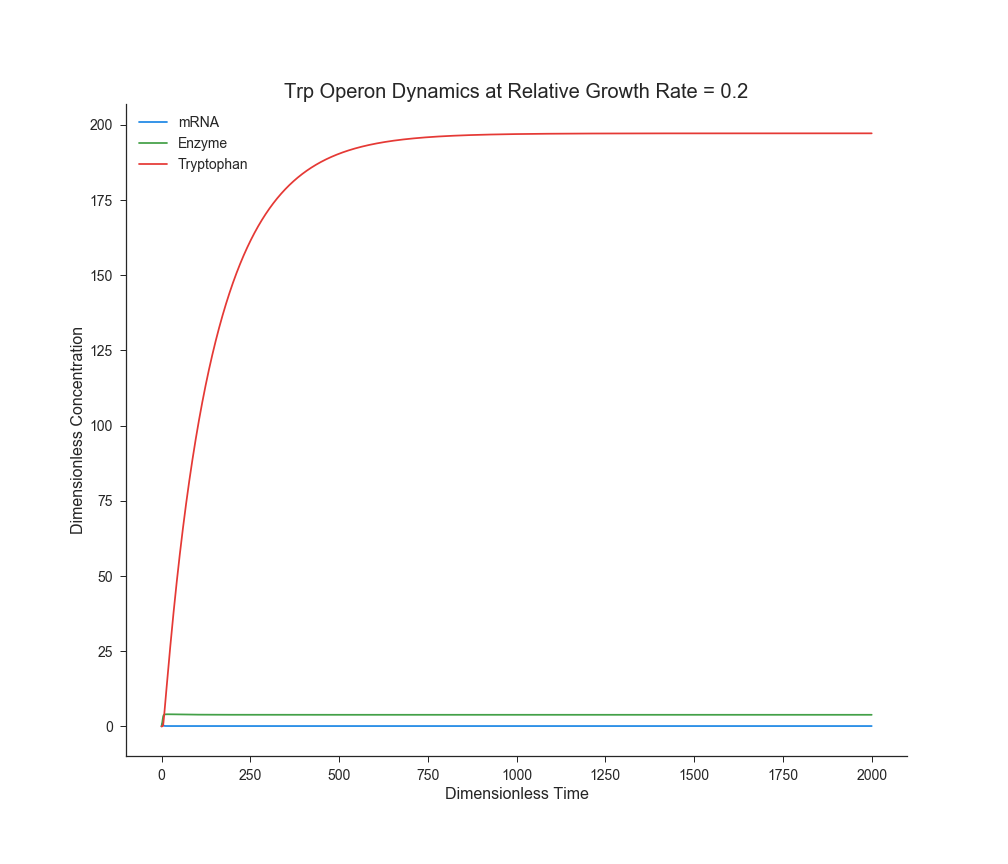 Trp Operon Dynamics at Relative Growth Rate = 0.2
mRNA
Enzyme
Tryptophan
Dimensionless Concentration
200
175
150
125
100
75
50
25
0
0 250 500 750 1000 1250 1500 1750 2000
Dimensionless Time